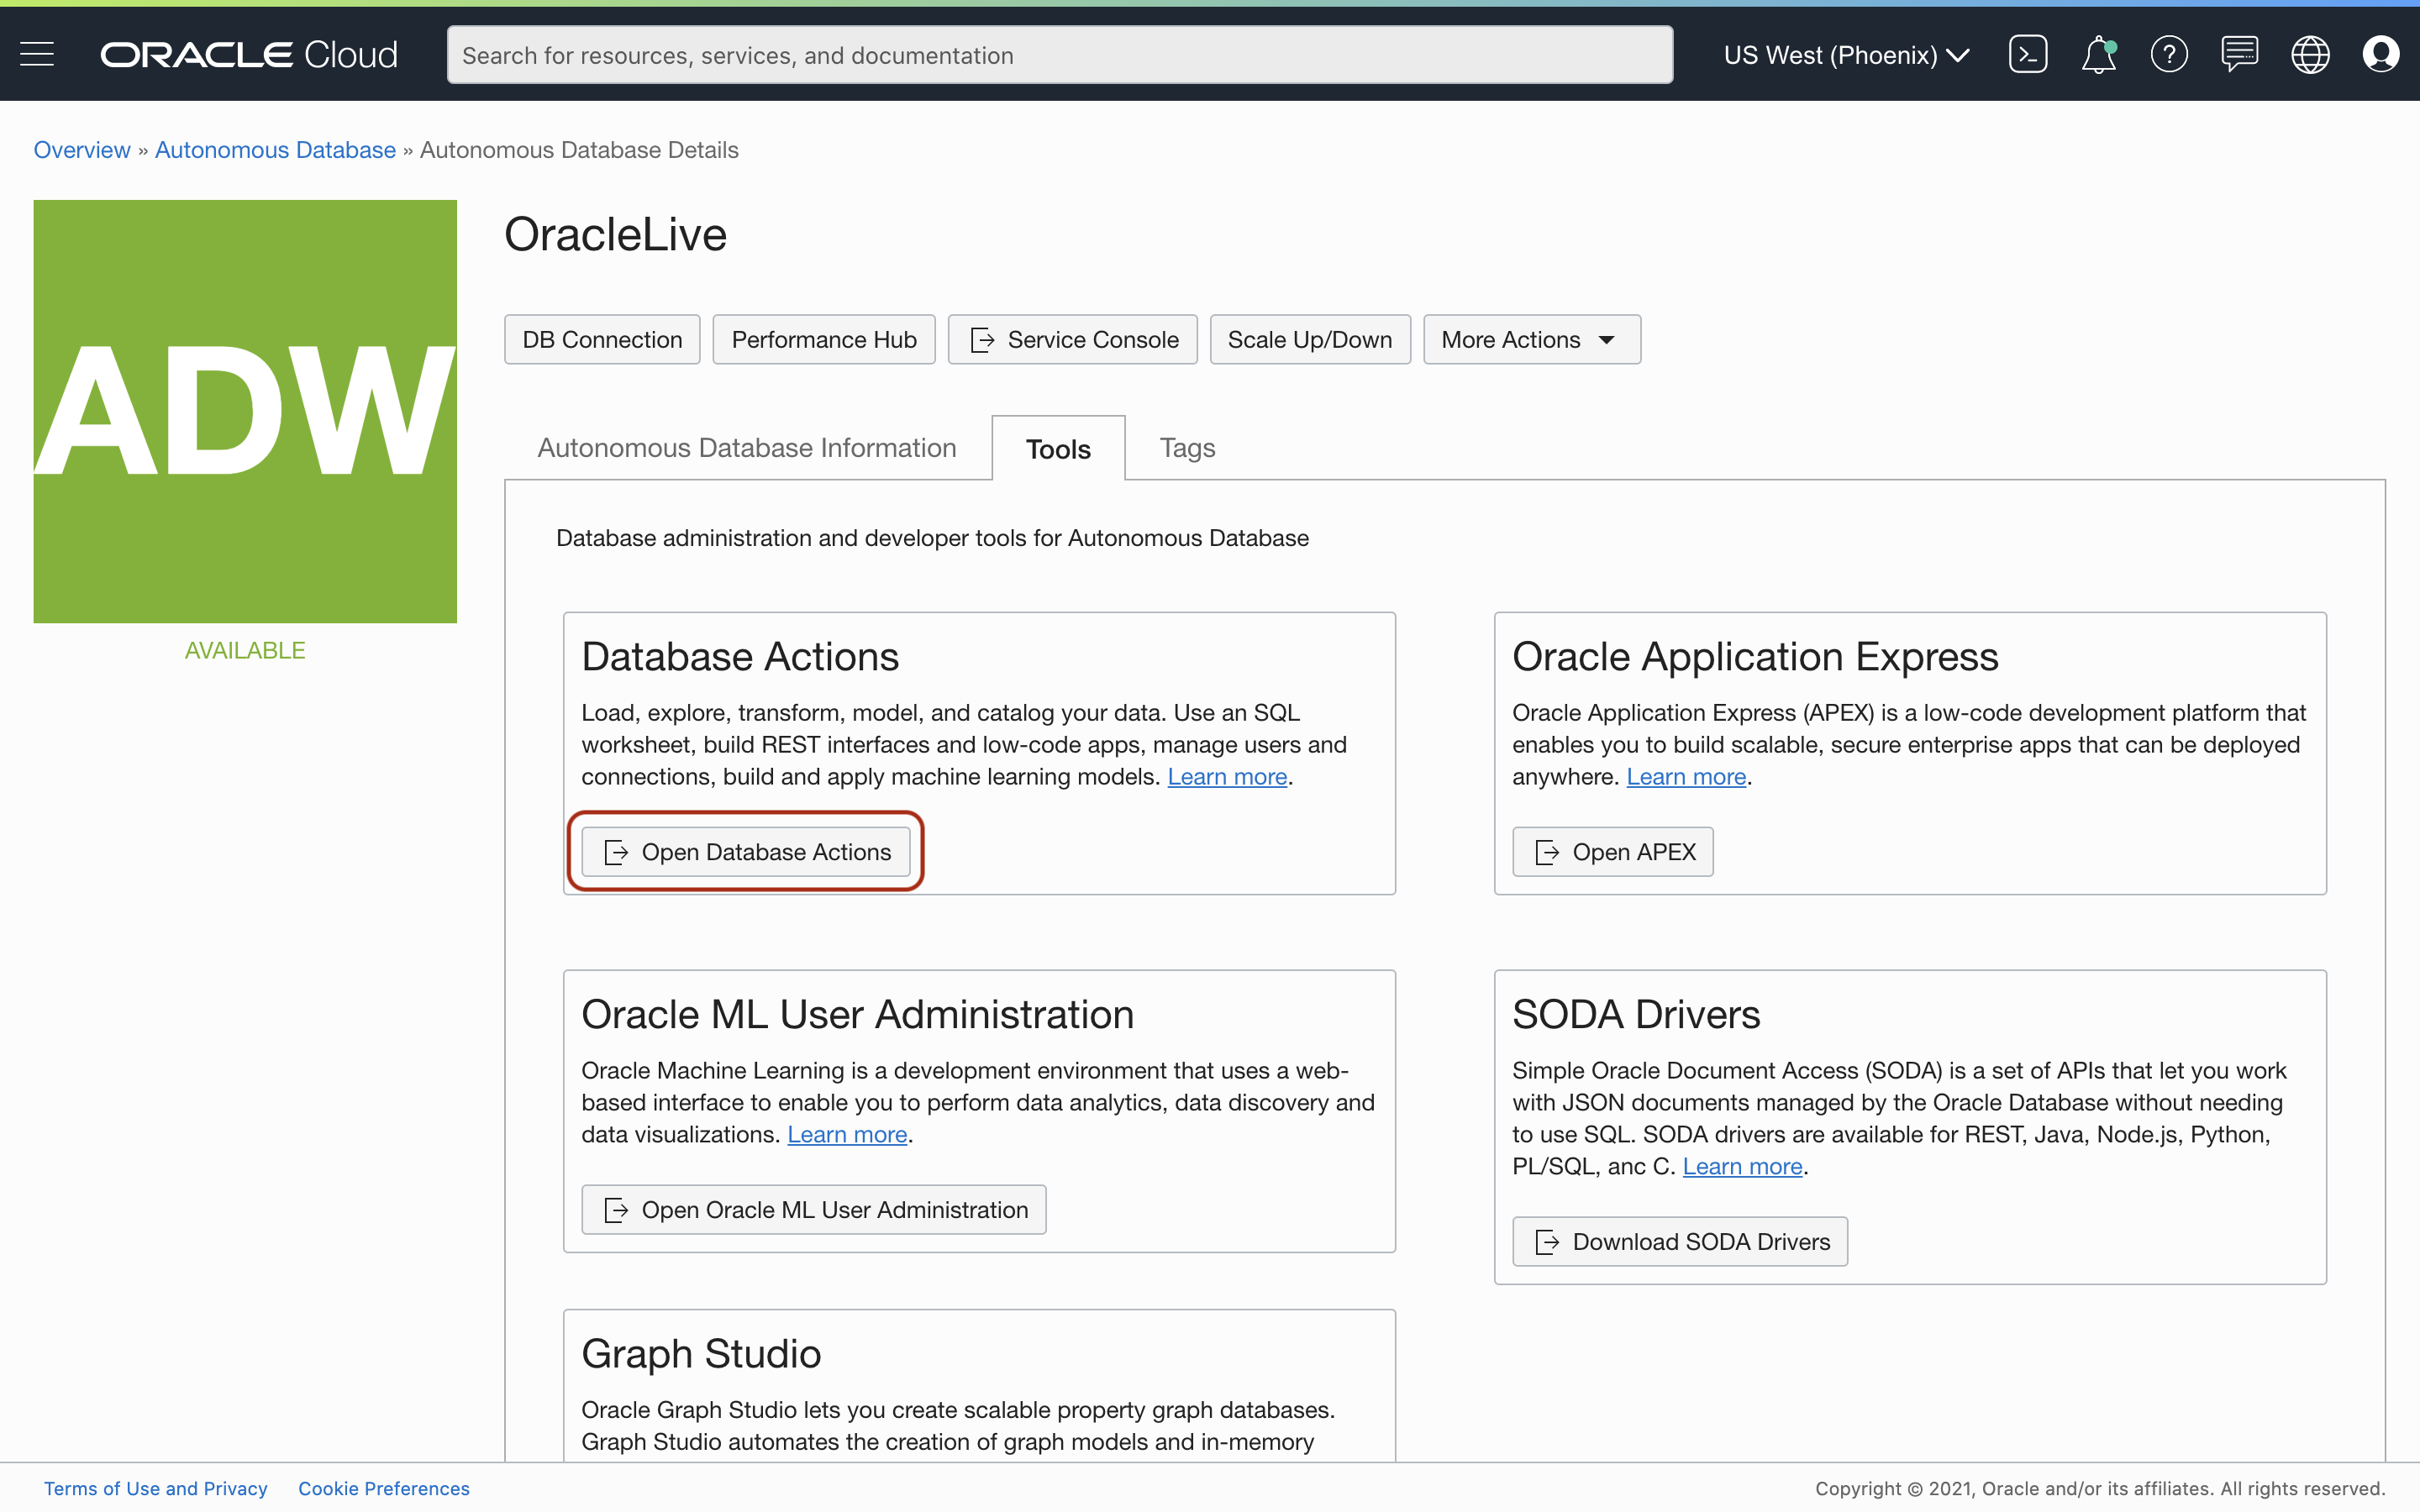 ORACLE Cloud
Search for resources, services, and documentation
US West (Phoenix)
Overview » Autonomous Database » Autonomous Database Details
ADW
AVAILABLE
OracleLive
DB Connection
Performance Hub
Service Console
Scale Up/Down
More Actions
Autonomous Database Information
Tools
Tags
Database administration and developer tools for Autonomous Database
Database Actions
Load, explore, transform, model, and catalog your data. Use an SQL
worksheet, build REST interfaces and low-code apps, manage users and
connections, build and apply machine learning models. Learn more.
Open Database Actions
Oracle Application Express
Oracle Application Express (APEX) is a low-code development platform that
enables you to build scalable, secure enterprise apps that can be deployed
anywhere. Learn more.
Open APEX
Oracle ML User Administration
Oracle Machine Learning is a development environment that uses a web-
based interface to enable you to perform data analytics, data discovery and
data visualizations. Learn more.
Open Oracle ML User Administration
SODA Drivers
Simple Oracle Document Access (SODA) is a set of APIs that let you work
with JSON documents managed by the Oracle Database without needing
to use SQL. SODA drivers are available for REST, Java, Node.js, Python,
PL/SQL, anc C. Learn more.
Download SODA Drivers
Graph Studio
Oracle Graph Studio lets you create scalable property graph databases.
Graph Studio automates the creation of graph models and in-memory
Terms of Use and Privacy
Cookie Preferences
Copyright © 2021, Oracle and/or its affiliates. All rights reserved.